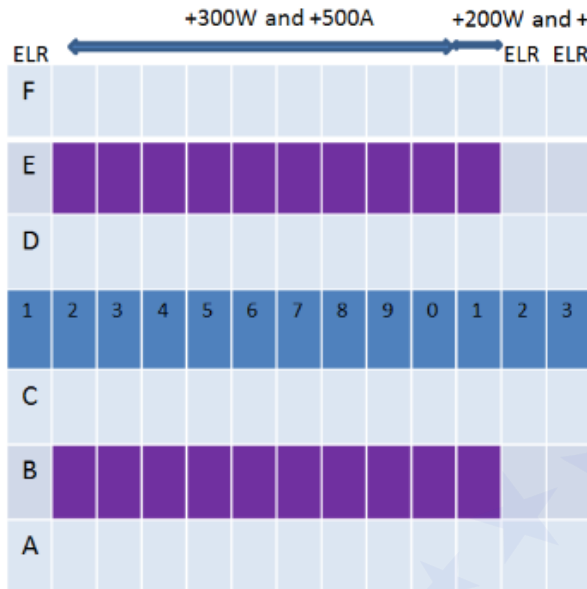 +300W and +500A +200W and +
ELR ELR ELR
F
E
D
1 2 3 4 5 6 7 8 9 0 1 2 3
C
B
A